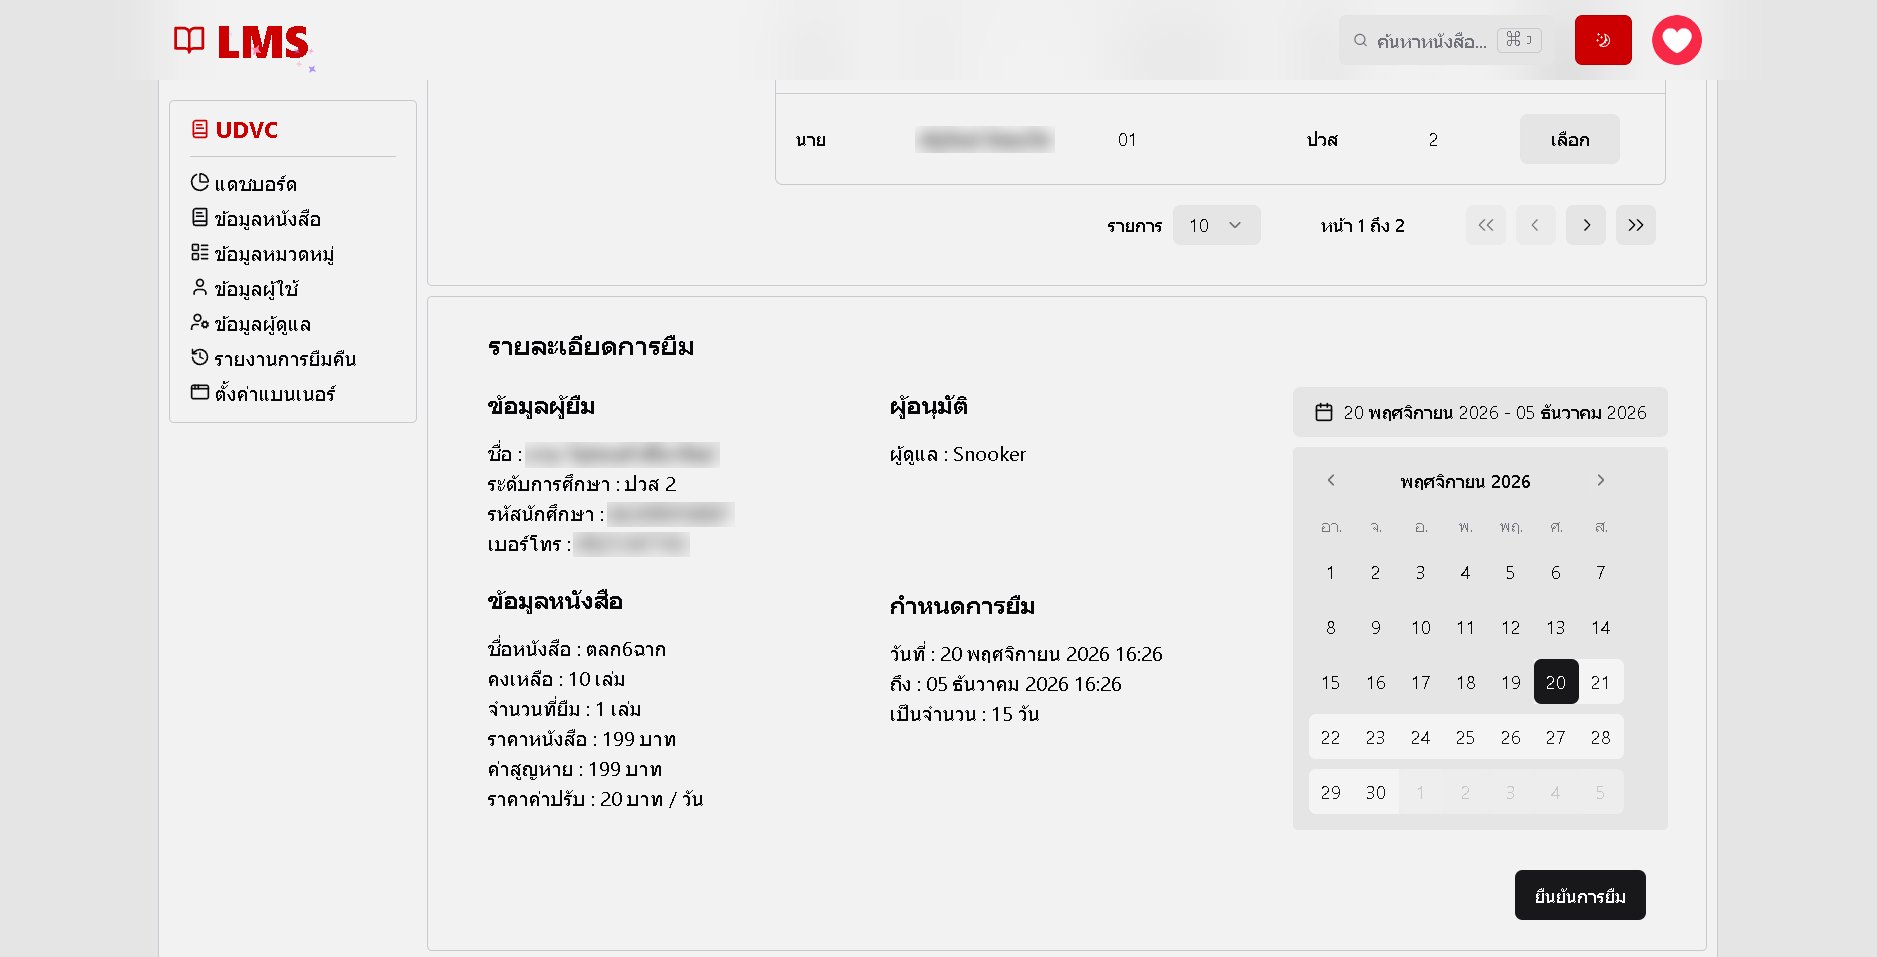 LMS
ค้นหาหนังสือ... ⌘ J
UDVC
แดชบอร์ด
ข้อมูลหนังสือ
ข้อมูลหมวดหมู่
ข้อมูลผู้ใช้
ข้อมูลผู้ดูแล
รายงานการยืมคืน
ตั้งค่าแบนเนอร์
นาย 01 ปวส 2 เลือก
รายการ 10 หน้า 1 ถึง 2
รายละเอียดการยืม
ข้อมูลผู้ยืม
ชื่อ :
ระดับการศึกษา : ปวส 2
รหัสนักศึกษา :
เบอร์โทร :
ผู้อนุมัติ
ผู้ดูแล : Snooker
ข้อมูลหนังสือ
ชื่อหนังสือ : ตลก6ฉาก
คงเหลือ : 10 เล่ม
จำนวนที่ยืม : 1 เล่ม
ราคาหนังสือ : 199 บาท
ค่าสูญหาย : 199 บาท
ราคาค่าปรับ : 20 บาท / วัน
กำหนดการยืม
วันที่ : 20 พฤศจิกายน 2026 16:26
ถึง : 05 ธันวาคม 2026 16:26
เป็นจำนวน : 15 วัน
20 พฤศจิกายน 2026 - 05 ธันวาคม 2026
พฤศจิกายน 2026
อา. จ. อ. พ. พฤ. ศ. ส.
1 2 3 4 5 6 7
8 9 10 11 12 13 14
15 16 17 18 19 20 21
22 23 24 25 26 27 28
29 30 1 2 3 4 5
ยืนยันการยืม